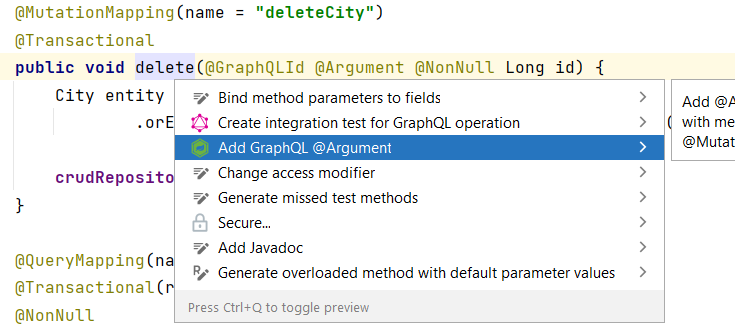 @MutationMapping(name = "deleteCity")
@Transactional
public void delete(@GraphQLId @Argument @NonNull Long id) {
City entity
Bind method parameters to fields
Add @A
.orE
Create integration test for GraphQL operation
with me
Add GraphQL @Argument
@Mutat
crudReposito
Change access modifier
}
Generate missed test methods
Secure...
@QueryMapping(na
Add Javadoc
@Transactional(r
Generate overloaded method with default parameter values
@NonNull
Press Ctrl+Q to toggle preview